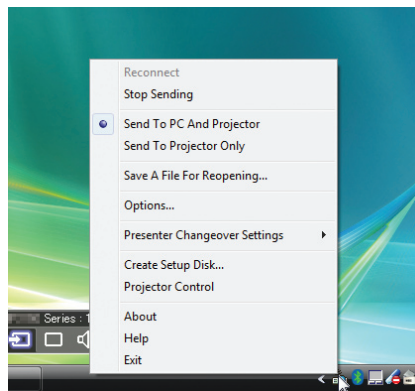 Reconnect
Stop Sending
Send To PC And Projector
Send To Projector Only
Save A File For Reopening...
Options...
Presenter Changeover Settings
Create Setup Disk...
Projector Control
About
Help
Exit
Series : 1